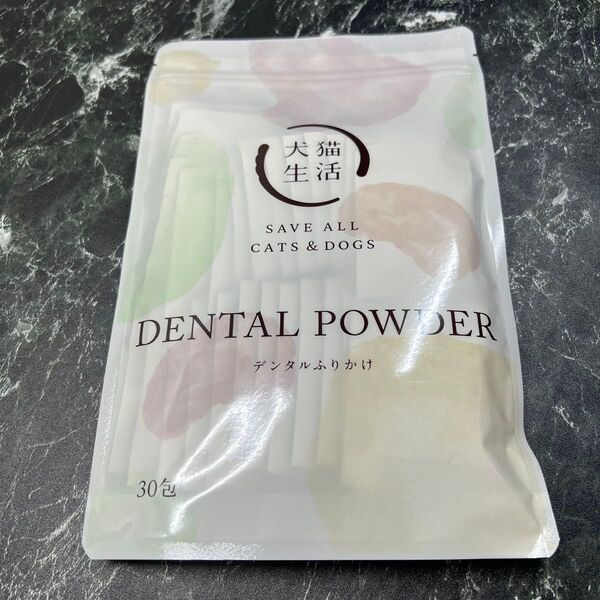 犬猫
生活
SAVE ALL
CATS & DOGS
DENTAL POWDER
デンタルふりかけ
30包